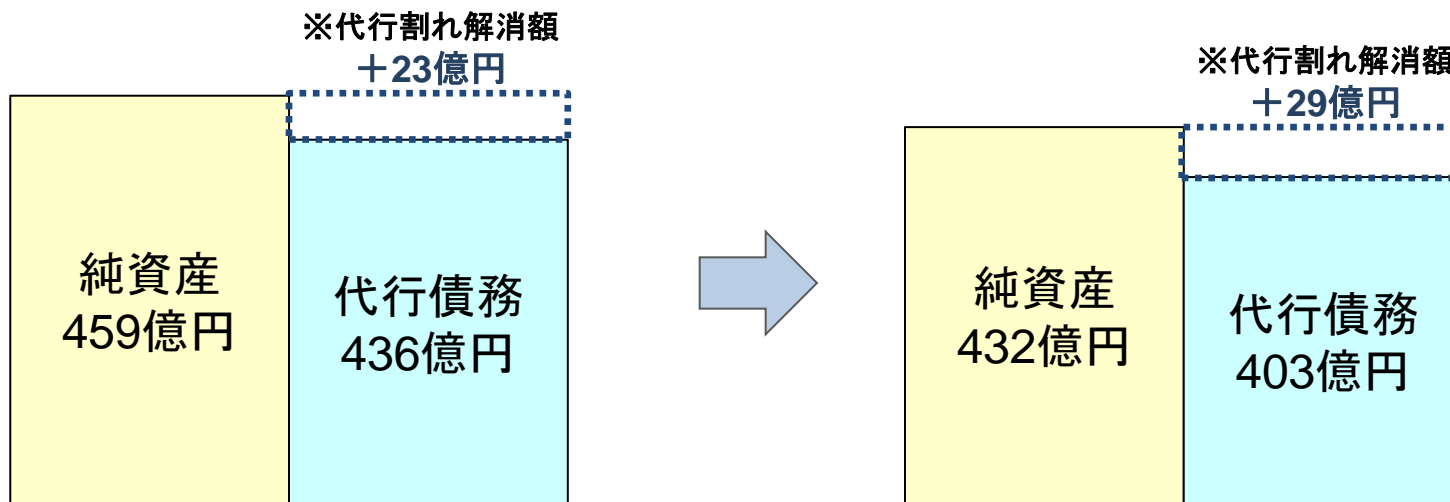 ※代行割れ解消額
＋23億円
純資産
459億円
代行債務
436億円
※代行割れ解消額
＋29億円
純資産
432億円
代行債務
403億円